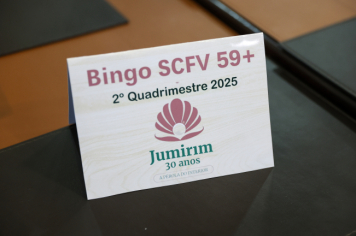 Bingo SCFV 59+
2º Quadrimestre 2025
Jumirim
30 anos